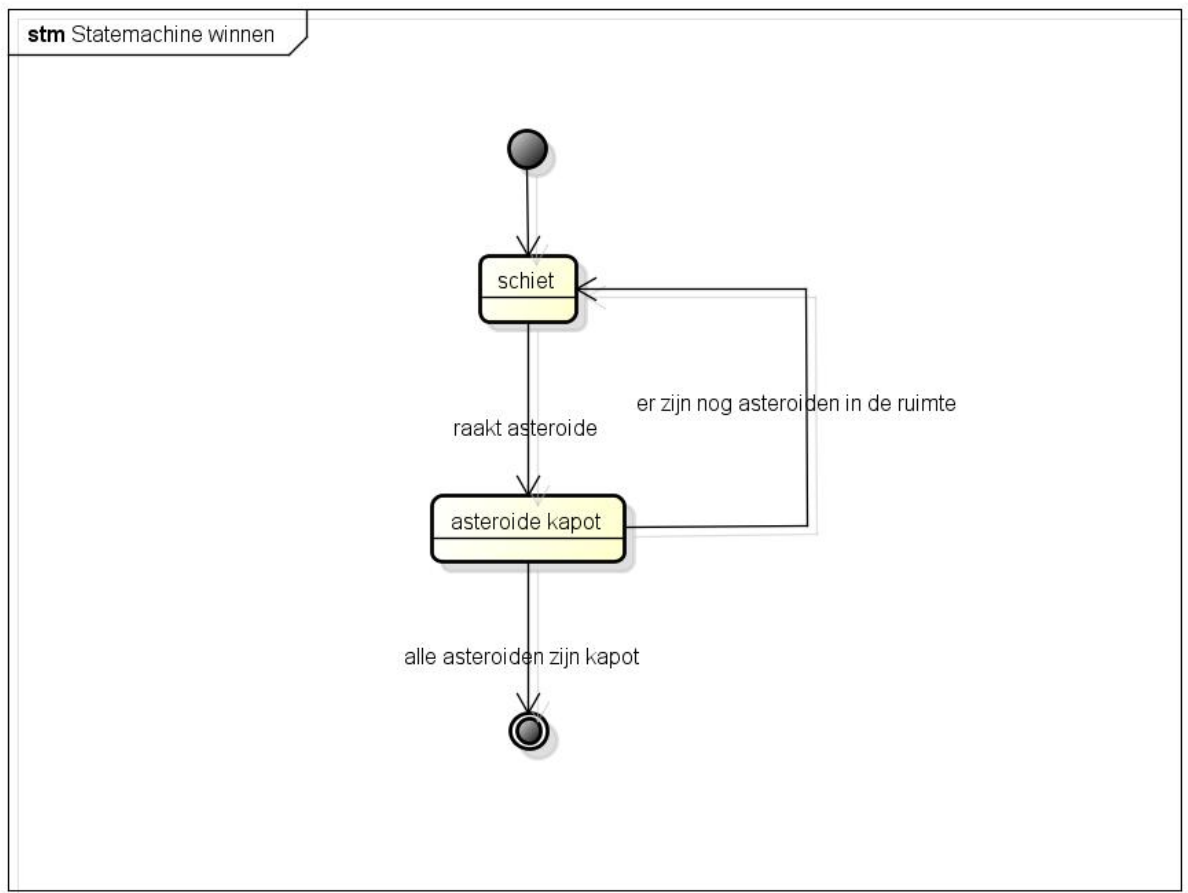 stm Statemachine winnen
schiet
er zijn nog asteroiden in de ruimte
raakt asteroide
asteroide kapot
alle asteroiden zijn kapot